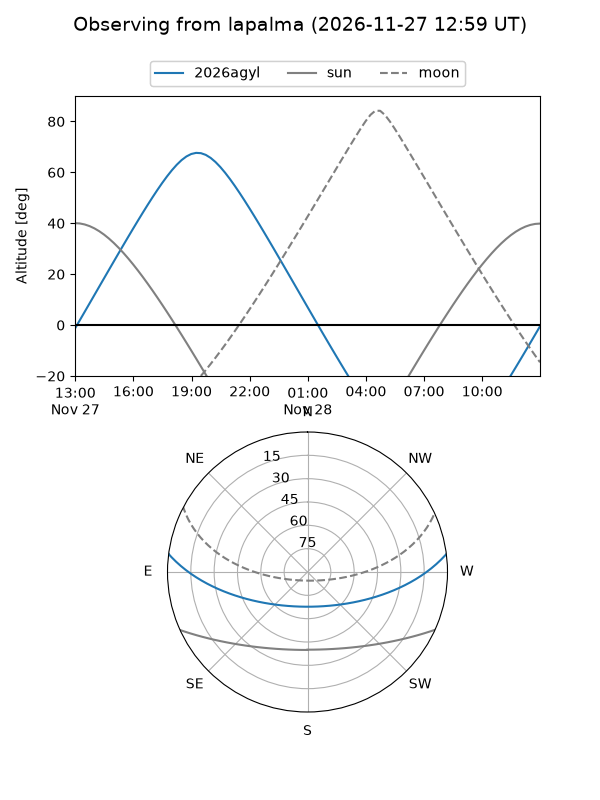 Observing from lapalma (2026-11-27 12:59 UT)
2026agyl sun moon
Altitude [deg]
80
60
40
20
0
−20
13:00 16:00 19:00 22:00 01:00 04:00 07:00 10:00
Nov 27 Nov 28
N
NE NW
15
30
45
60
75
E W
SE SW
S